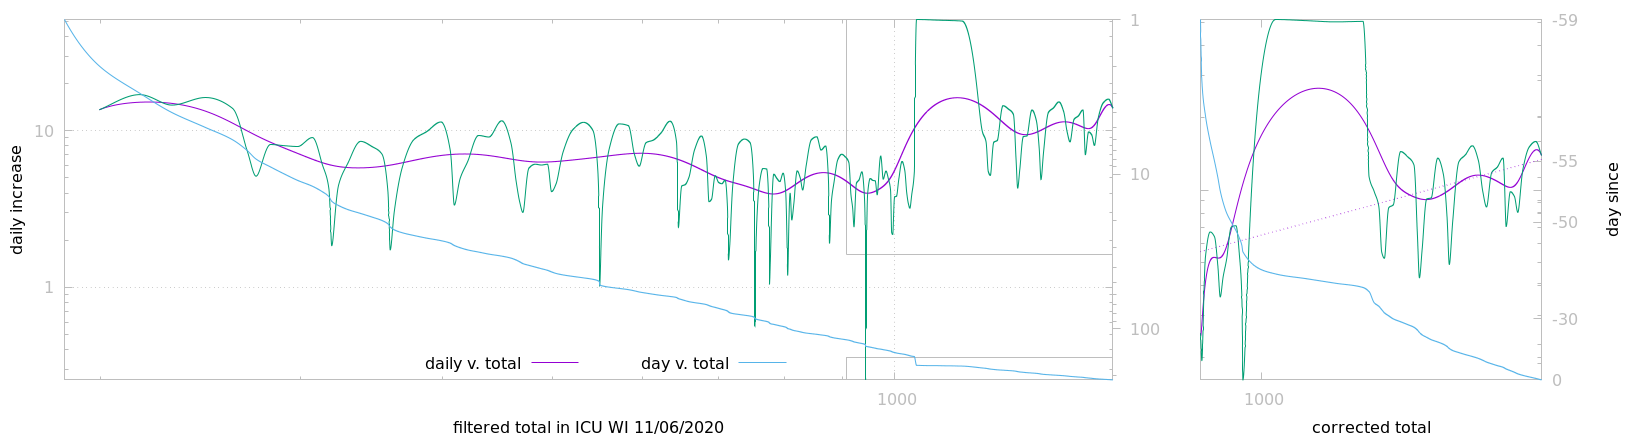 1
-59
10
daily increase
10
-55
day since
-50
1
-30
100
daily v. total
day v. total
0
1000
1000
filtered total in ICU WI 11/06/2020
corrected total